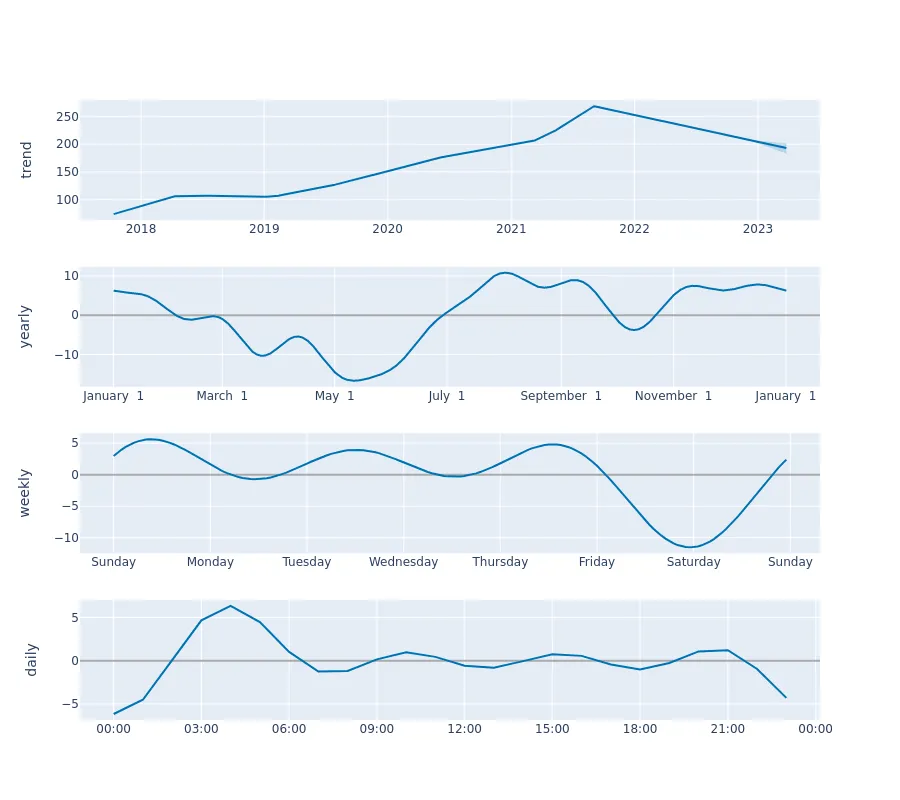 trend
250
200
150
100
2018 2019 2020 2021 2022 2023
yearly
10
0
−10
January 1 March 1 May 1 July 1 September 1 November 1 January 1
weekly
5
0
−5
−10
Sunday Monday Tuesday Wednesday Thursday Friday Saturday Sunday
daily
5
0
−5
00:00 03:00 06:00 09:00 12:00 15:00 18:00 21:00 00:00